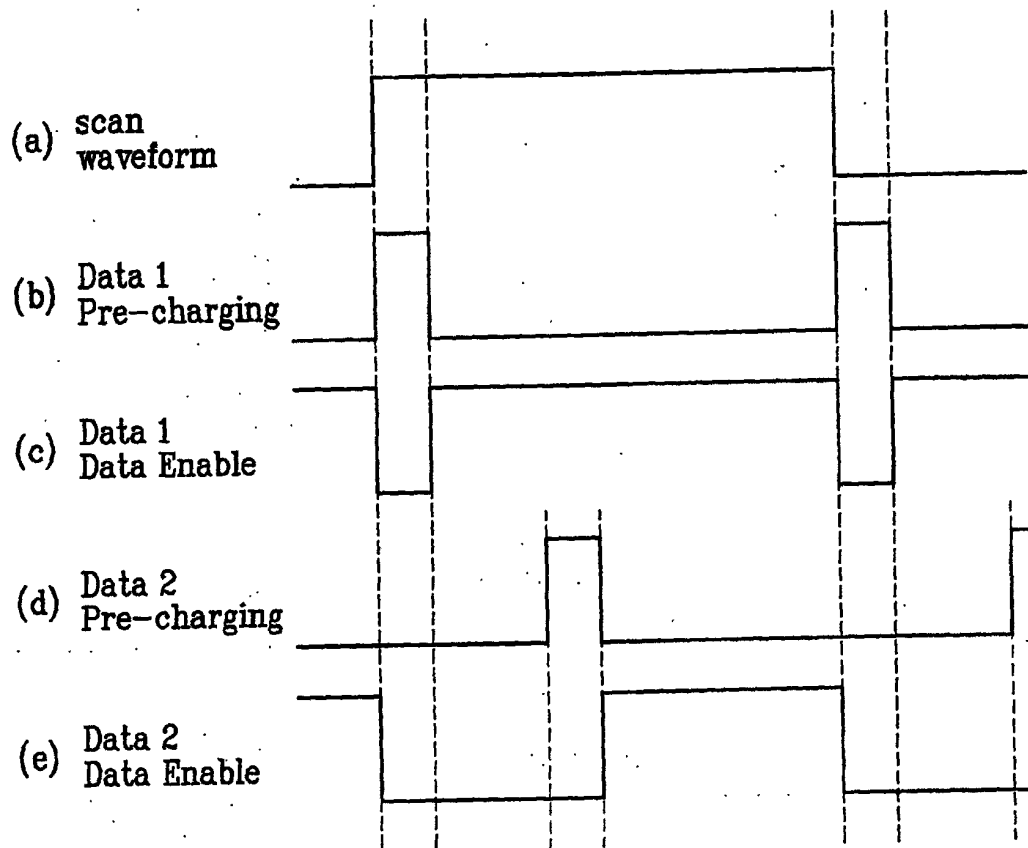 (a) scan
waveform
(b) Data 1
Pre-charging
(c) Data 1
Data Enable
(d) Data 2
Pre-charging
(e) Data 2
Data Enable